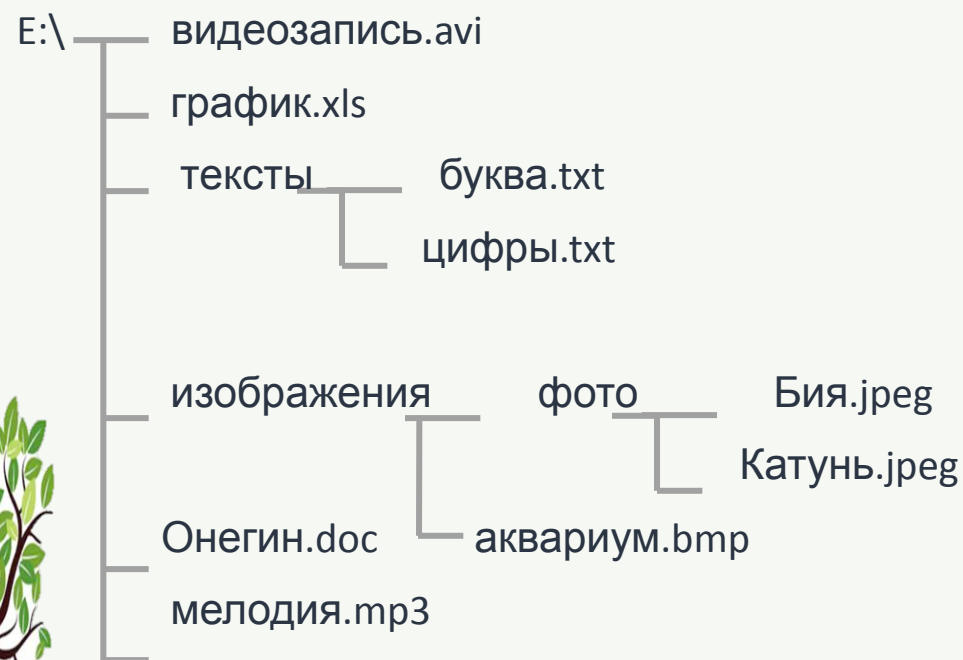 E:\ видеозапись.avi
график.xls
тексты буква.txt
цифры.txt
изображения фото Бия.jpeg
Катунь.jpeg
Онегин.doc аквариум.bmp
мелодия.mp3